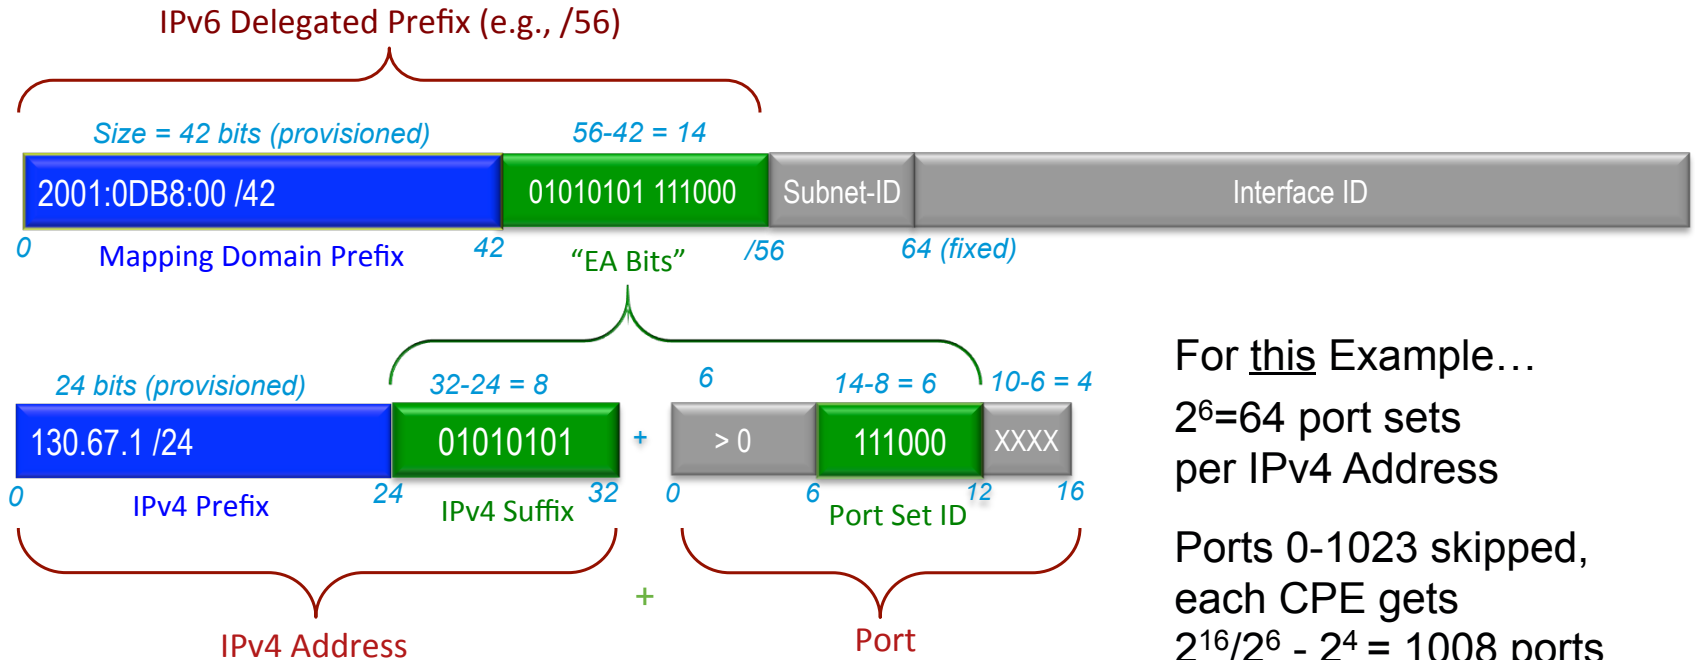 IPv6 Delegated Prefix (e.g., /56)
Size = 42 bits (provisioned) 56-42 = 14
2001:0DB8:00 /42 01010101 111000 Subnet-ID Interface ID
0 Mapping Domain Prefix 42 “EA Bits” /56 64 (fixed)
24 bits (provisioned) 32-24 = 8 6 14-8 = 6 10-6 = 4
130.67.1 /24 01010101 + > 0 111000 XXXX
0 IPv4 Prefix 24 IPv4 Suffix 32 0 6 Port Set ID 12 16
+
IPv4 Address Port
For this Example…
2⁶=64 port sets
per IPv4 Address
Ports 0-1023 skipped,
each CPE gets
2¹⁶/2⁶ - 2⁴ = 1008 ports